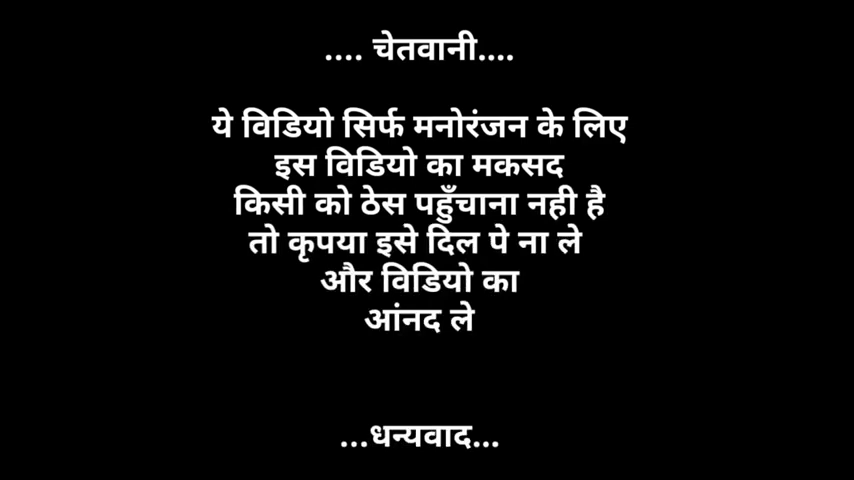 .... चेतवानी....
ये विडियो सिर्फ मनोरंजन के लिए
इस विडियो का मकसद
किसी को ठेस पहुँचाना नही है
तो कृपया इसे दिल पे ना ले
और विडियो का
आंनद ले
...धन्यवाद...